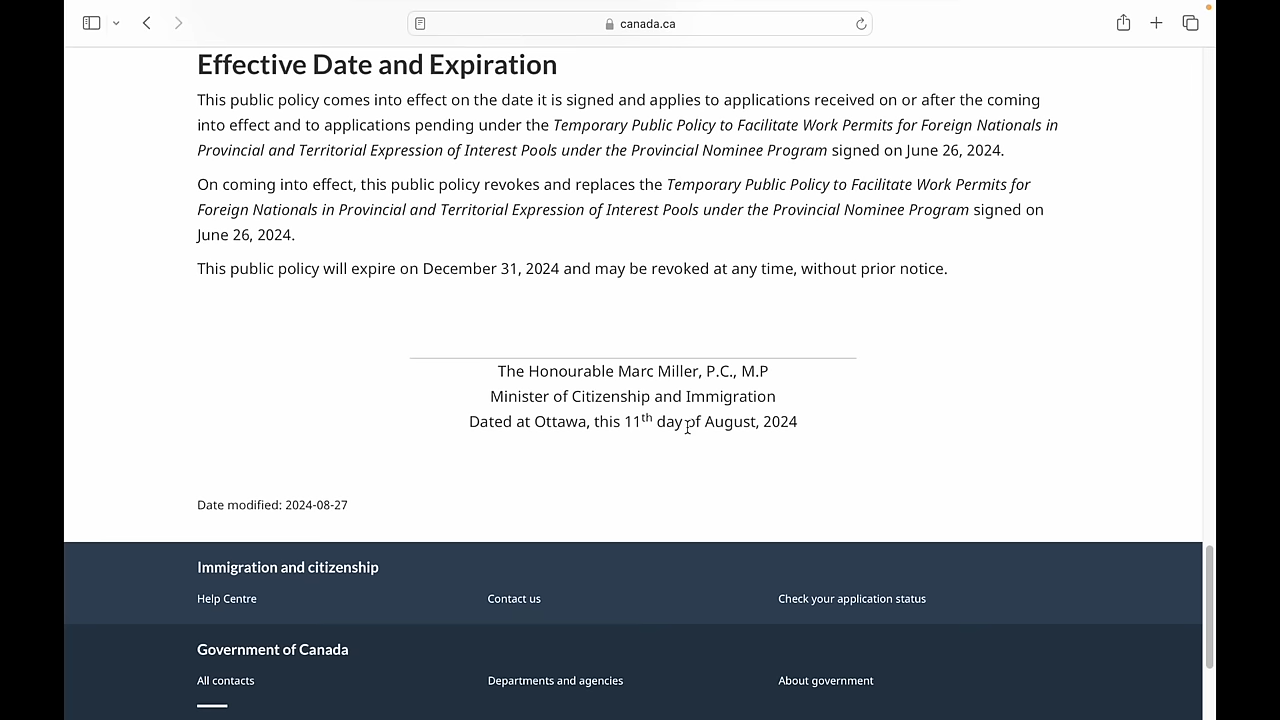 canada.ca
Effective Date and Expiration
This public policy comes into effect on the date it is signed and applies to applications received on or after the coming
into effect and to applications pending under the Temporary Public Policy to Facilitate Work Permits for Foreign Nationals in
Provincial and Territorial Expression of Interest Pools under the Provincial Nominee Program signed on June 26, 2024.
On coming into effect, this public policy revokes and replaces the Temporary Public Policy to Facilitate Work Permits for
Foreign Nationals in Provincial and Territorial Expression of Interest Pools under the Provincial Nominee Program signed on
June 26, 2024.
This public policy will expire on December 31, 2024 and may be revoked at any time, without prior notice.
The Honourable Marc Miller, P.C., M.P
Minister of Citizenship and Immigration
Dated at Ottawa, this 11th day of August, 2024
Date modified: 2024-08-27
Immigration and citizenship
Help Centre Contact us Check your application status
Government of Canada
All contacts Departments and agencies About government